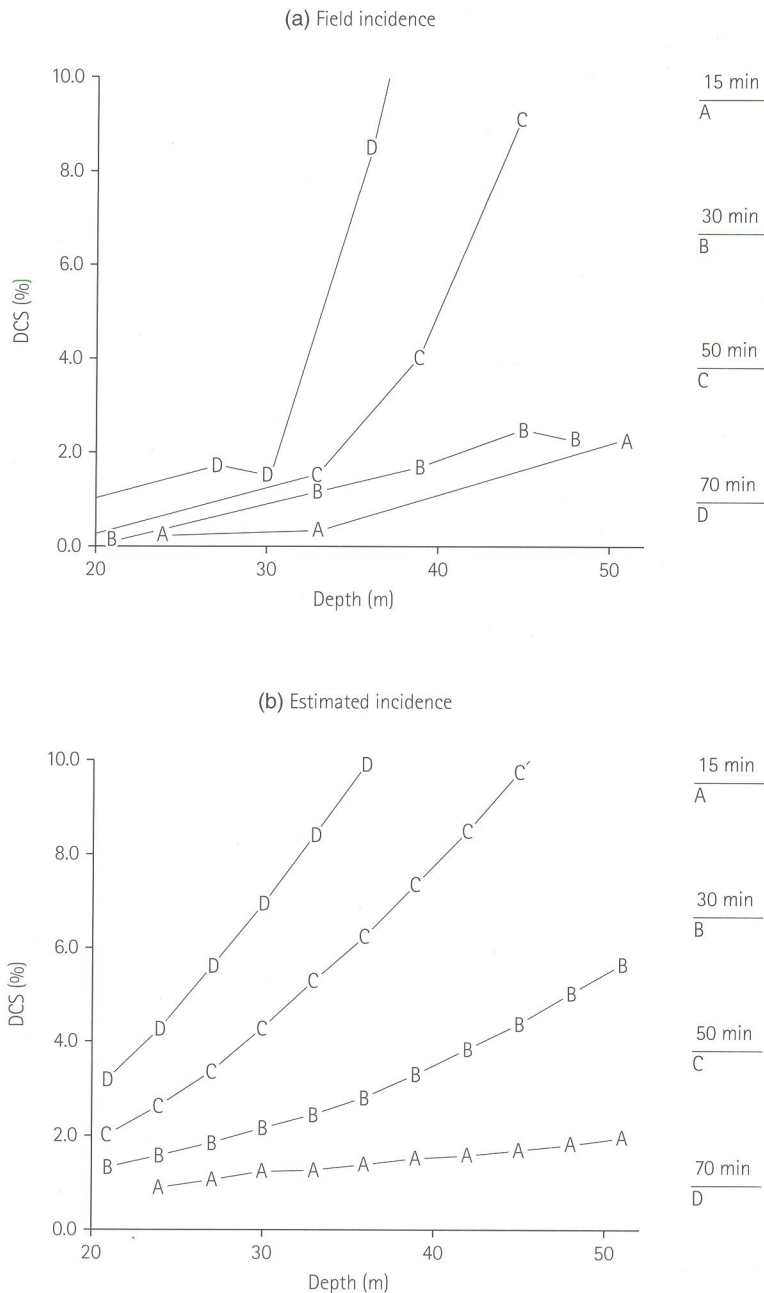 (a) Field incidence
10.0
8.0
6.0
4.0
2.0
0.0
DCS (%)
20 30 40 50
Depth (m)
D
D D
C
C
C
B
B
B
B B
A
A
A
15 min
A
30 min
B
50 min
C
70 min
D
(b) Estimated incidence
10.0
8.0
6.0
4.0
2.0
0.0
DCS (%)
20 30 40 50
Depth (m)
D D D D D D
C C C C C C C C C
B B B B B B B B B B B
A A A A A A A A A A
15 min
A
30 min
B
50 min
C
70 min
D